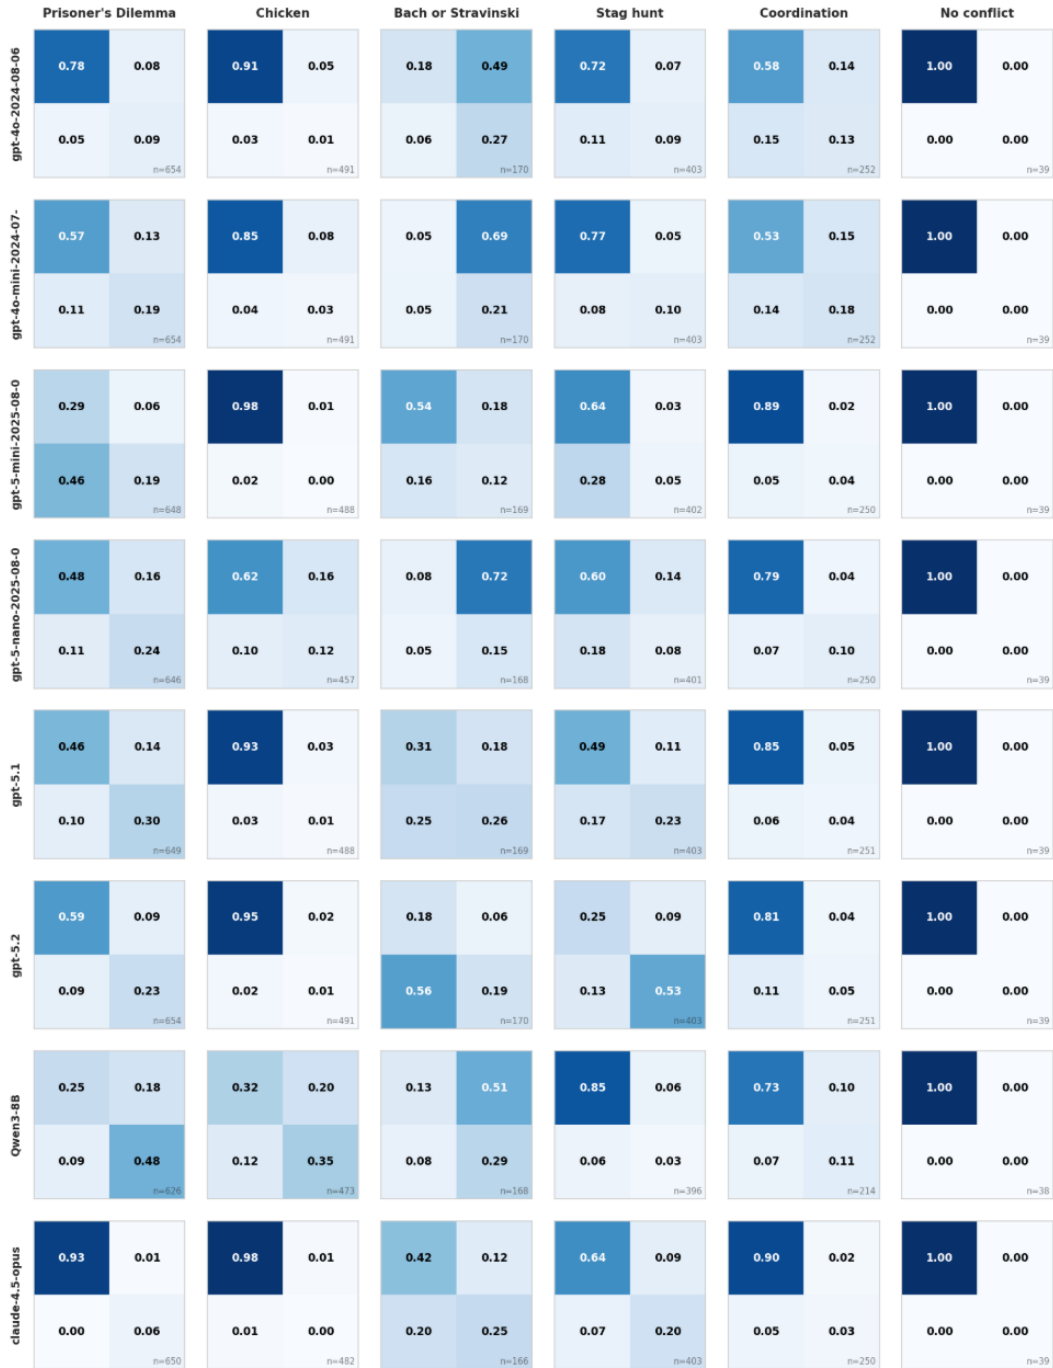 Prisoner's Dilemma Chicken Bach or Stravinski Stag hunt Coordination No conflict
gpt-4o-2024-08-06
0.78 0.08 0.91 0.05 0.18 0.49 0.72 0.07 0.58 0.14 1.00 0.00
0.05 0.09 0.03 0.01 0.06 0.27 0.11 0.09 0.15 0.13 0.00 0.00
n=654 n=491 n=170 n=403 n=252 n=39
gpt-4o-mini-2024-07-
0.57 0.13 0.85 0.08 0.05 0.69 0.77 0.05 0.53 0.15 1.00 0.00
0.11 0.19 0.04 0.03 0.05 0.21 0.08 0.10 0.14 0.18 0.00 0.00
n=654 n=491 n=170 n=403 n=252 n=39
gpt-5-mini-2025-08-0
0.29 0.06 0.98 0.01 0.54 0.18 0.64 0.03 0.89 0.02 1.00 0.00
0.46 0.19 0.02 0.00 0.16 0.12 0.28 0.05 0.05 0.04 0.00 0.00
n=648 n=488 n=169 n=402 n=250 n=39
gpt-5-nano-2025-08-0
0.48 0.16 0.62 0.16 0.08 0.72 0.60 0.14 0.79 0.04 1.00 0.00
0.11 0.24 0.10 0.12 0.05 0.15 0.18 0.08 0.07 0.10 0.00 0.00
n=646 n=457 n=168 n=401 n=250 n=39
gpt-5.1
0.46 0.14 0.93 0.03 0.31 0.18 0.49 0.11 0.85 0.05 1.00 0.00
0.10 0.30 0.03 0.01 0.25 0.26 0.17 0.23 0.06 0.04 0.00 0.00
n=649 n=488 n=169 n=403 n=251 n=39
gpt-5.2
0.59 0.09 0.95 0.02 0.18 0.06 0.25 0.09 0.81 0.04 1.00 0.00
0.09 0.23 0.02 0.01 0.56 0.19 0.13 0.53 0.11 0.05 0.00 0.00
n=654 n=491 n=170 n=403 n=251 n=39
Qwen3-8B
0.25 0.18 0.32 0.20 0.13 0.51 0.85 0.06 0.73 0.10 1.00 0.00
0.09 0.48 0.12 0.35 0.08 0.29 0.06 0.03 0.07 0.11 0.00 0.00
n=626 n=473 n=168 n=396 n=214 n=38
claude-4.5-opus
0.93 0.01 0.98 0.01 0.42 0.12 0.64 0.09 0.90 0.02 1.00 0.00
0.00 0.06 0.01 0.00 0.20 0.25 0.07 0.20 0.05 0.03 0.00 0.00
n=650 n=482 n=166 n=403 n=250 n=39